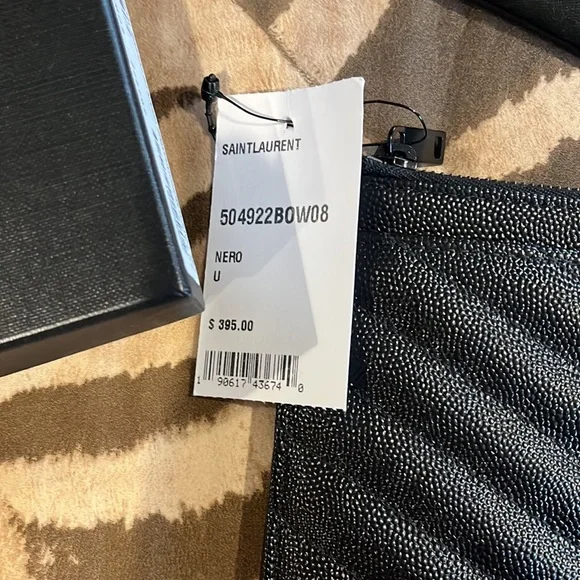 SAINTLAURENT
504922BOW08
NERO
U
$ 395.00
1 90617 43674 0